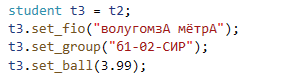 student t3 = t2;
t3.set_fio("волугомзА мётрА");
t3.set_group("б1-02-СИР");
t3.set_ball(3.99);